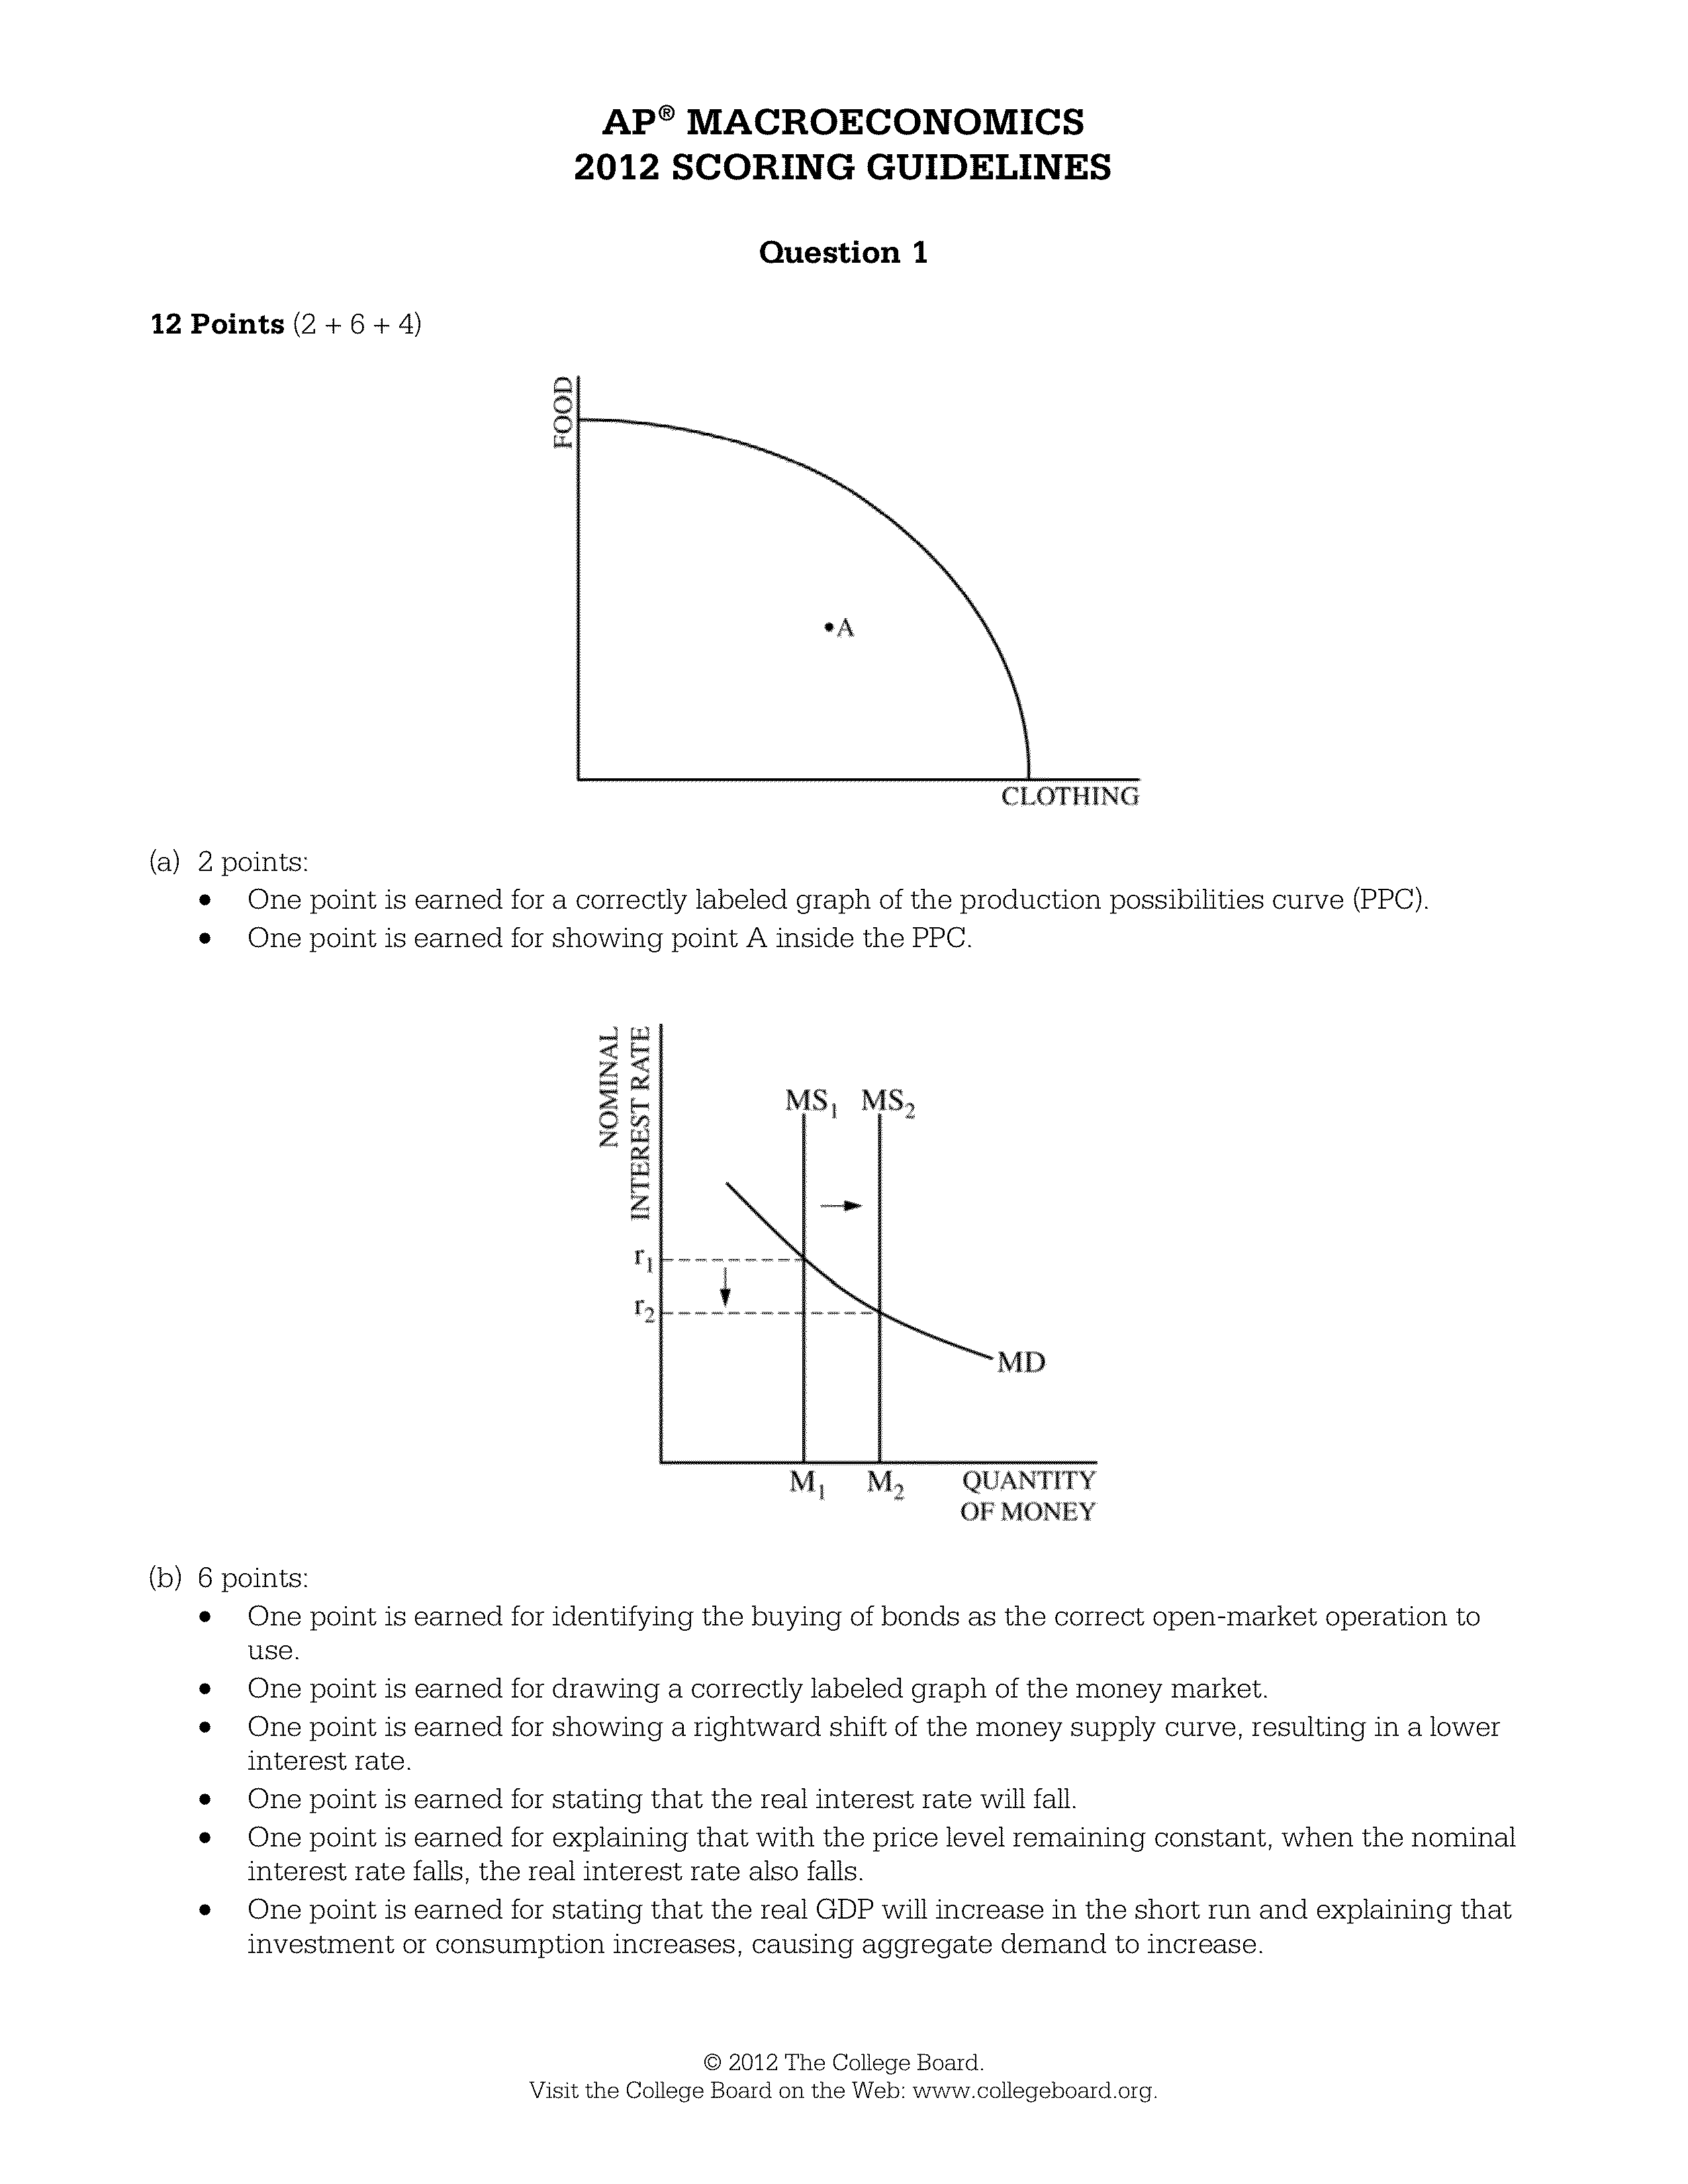 AP® MACROECONOMICS
2012 SCORING GUIDELINES
Question 1
12 Points (2 + 6 + 4)
FOOD
A
CLOTHING
(a) 2 points:
• One point is earned for a correctly labeled graph of the production possibilities curve (PPC).
• One point is earned for showing point A inside the PPC.
NOMINAL
INTEREST RATE
MS₁ MS₂
r₁
r₂
MD
M₁ M₂ QUANTITY
OF MONEY
(b) 6 points:
• One point is earned for identifying the buying of bonds as the correct open-market operation to
use.
• One point is earned for drawing a correctly labeled graph of the money market.
• One point is earned for showing a rightward shift of the money supply curve, resulting in a lower
interest rate.
• One point is earned for stating that the real interest rate will fall.
• One point is earned for explaining that with the price level remaining constant, when the nominal
interest rate falls, the real interest rate also falls.
• One point is earned for stating that the real GDP will increase in the short run and explaining that
investment or consumption increases, causing aggregate demand to increase.
© 2012 The College Board.
Visit the College Board on the Web: www.collegeboard.org.